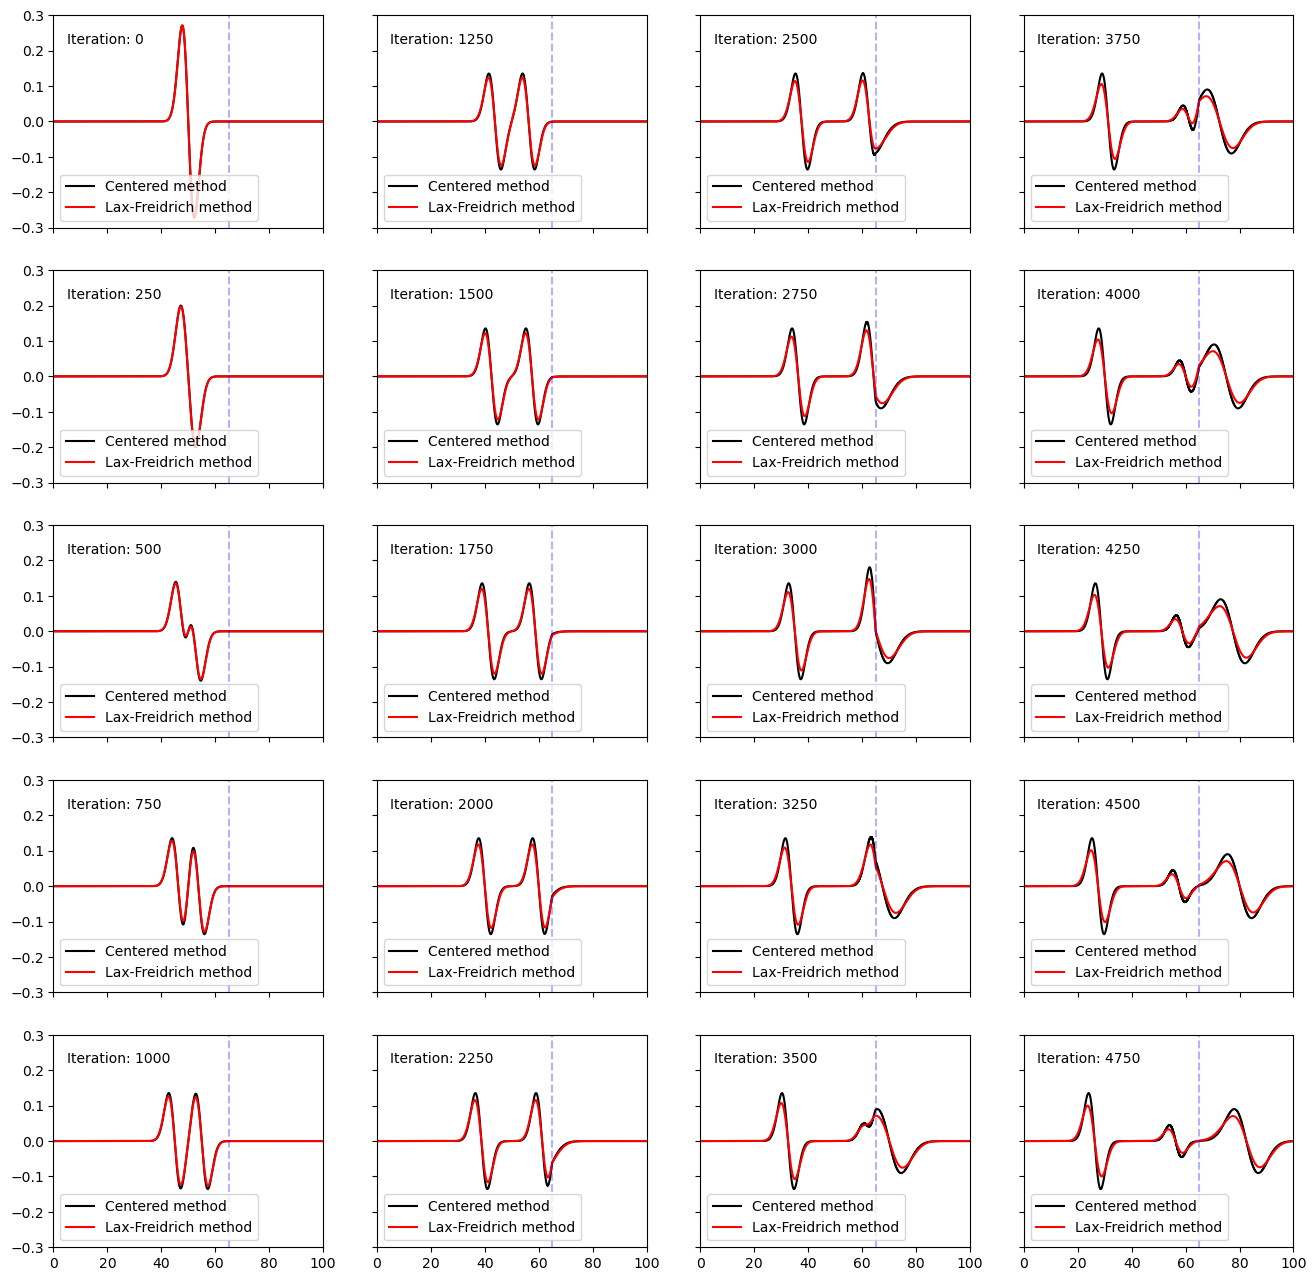 0.3
0.2
0.1
0.0
−0.1
−0.2
−0.3
Iteration: 0
Centered method
Lax-Freidrich method
Iteration: 1250
Centered method
Lax-Freidrich method
Iteration: 2500
Centered method
Lax-Freidrich method
Iteration: 3750
Centered method
Lax-Freidrich method
0.3
0.2
0.1
0.0
−0.1
−0.2
−0.3
Iteration: 250
Centered method
Lax-Freidrich method
Iteration: 1500
Centered method
Lax-Freidrich method
Iteration: 2750
Centered method
Lax-Freidrich method
Iteration: 4000
Centered method
Lax-Freidrich method
0.3
0.2
0.1
0.0
−0.1
−0.2
−0.3
Iteration: 500
Centered method
Lax-Freidrich method
Iteration: 1750
Centered method
Lax-Freidrich method
Iteration: 3000
Centered method
Lax-Freidrich method
Iteration: 4250
Centered method
Lax-Freidrich method
0.3
0.2
0.1
0.0
−0.1
−0.2
−0.3
Iteration: 750
Centered method
Lax-Freidrich method
Iteration: 2000
Centered method
Lax-Freidrich method
Iteration: 3250
Centered method
Lax-Freidrich method
Iteration: 4500
Centered method
Lax-Freidrich method
0.3
0.2
0.1
0.0
−0.1
−0.2
−0.3
Iteration: 1000
Centered method
Lax-Freidrich method
0 20 40 60 80 100
Iteration: 2250
Centered method
Lax-Freidrich method
0 20 40 60 80 100
Iteration: 3500
Centered method
Lax-Freidrich method
0 20 40 60 80 100
Iteration: 4750
Centered method
Lax-Freidrich method
0 20 40 60 80 100